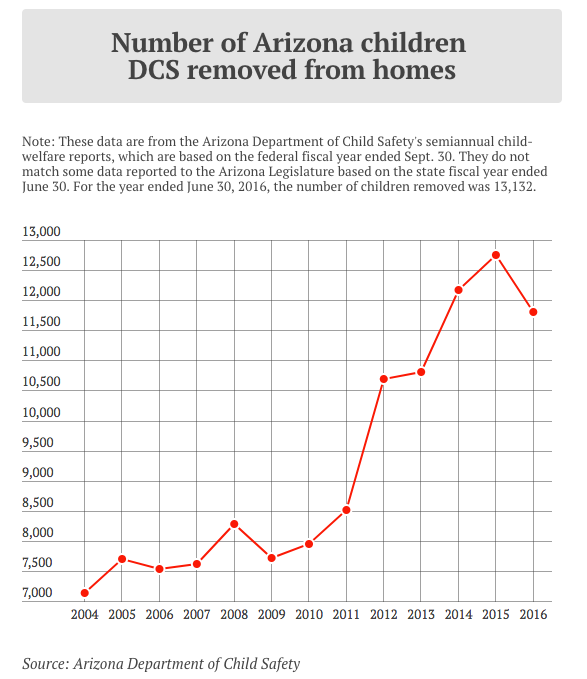 Number of Arizona children
DCS removed from homes
Note: These data are from the Arizona Department of Child Safety's semiannual child-
welfare reports, which are based on the federal fiscal year ended Sept. 30. They do not
match some data reported to the Arizona Legislature based on the state fiscal year ended
June 30. For the year ended June 30, 2016, the number of children removed was 13,132.
13,000
12,500
12,000
11,500
11,000
10,500
10,000
9,500
9,000
8,500
8,000
7,500
7,000
2004 2005 2006 2007 2008 2009 2010 2011 2012 2013 2014 2015 2016
Source: Arizona Department of Child Safety